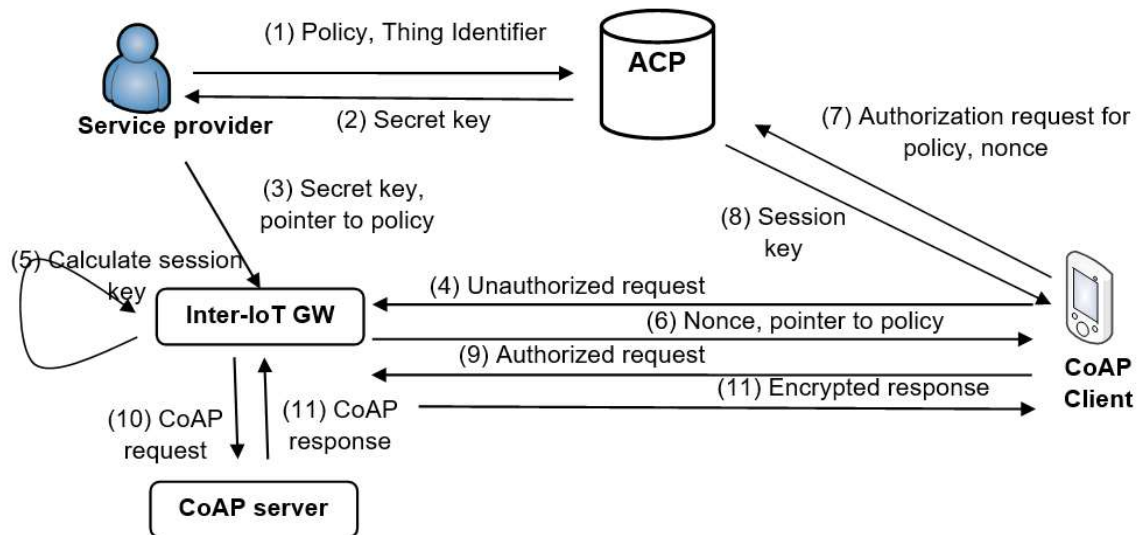 (1) Policy, Thing Identifier
ACP
Service provider
(2) Secret key
(7) Authorization request for
policy, nonce
(3) Secret key,
pointer to policy
(8) Session
key
(5) Calculate session
key
(4) Unauthorized request
Inter-IoT GW
(6) Nonce, pointer to policy
(9) Authorized request
CoAP
Client
(11) Encrypted response
(10) CoAP
request
(11) CoAP
response
CoAP server